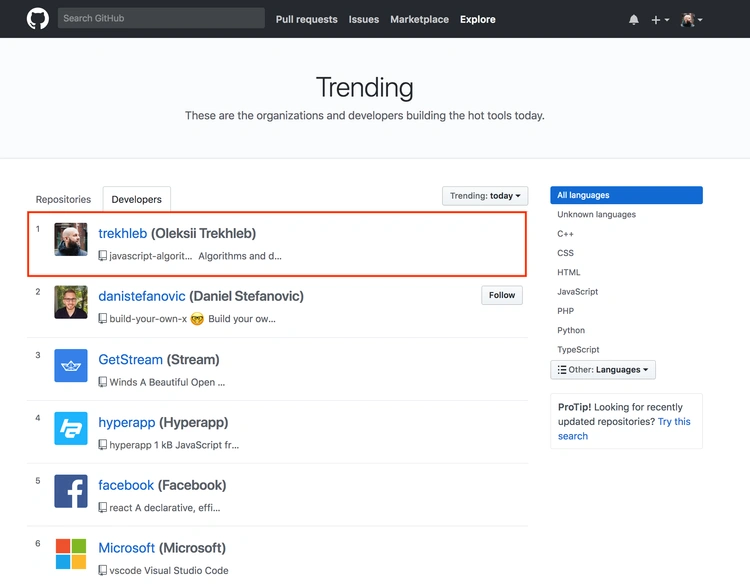 Search GitHub Pull requests Issues Marketplace Explore
Trending
These are the organizations and developers building the hot tools today.
Repositories Developers Trending: today
1 trekhleb (Oleksii Trekhleb)
javascript-algorit... Algorithms and d...
2 danistefanovic (Daniel Stefanovic) Follow
build-your-own-x 🤓 Build your ow...
3 GetStream (Stream)
Winds A Beautiful Open ...
4 hyperapp (Hyperapp)
hyperapp 1 kB JavaScript fr...
5 facebook (Facebook)
react A declarative, effi...
6 Microsoft (Microsoft)
vscode Visual Studio Code
All languages
Unknown languages
C++
CSS
HTML
JavaScript
PHP
Python
TypeScript
Other: Languages
ProTip! Looking for recently
updated repositories? Try this
search